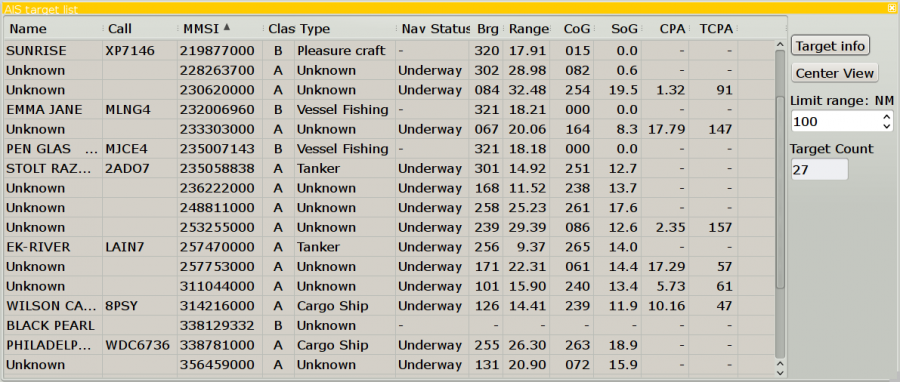 AIS target list
Name Call MMSI Clas Type Nav Status Brg Range CoG SoG CPA TCPA
SUNRISE XP7146 219877000 B Pleasure craft - 320 17.91 015 0.0 - -
Unknown 228263700 A Unknown Underway 302 28.98 082 0.6 - -
Unknown 230620000 A Unknown Underway 084 32.48 254 19.5 1.32 91
EMMA JANE MLNG4 232006960 B Vessel Fishing - 321 18.21 000 0.0 - -
Unknown 233303000 A Unknown Underway 067 20.06 164 8.3 17.79 147
PEN GLAS ... MJCE4 235007143 B Vessel Fishing - 321 18.18 000 0.0 - -
STOLT RAZ... 2ADO7 235058838 A Tanker Underway 301 14.92 251 12.7 - -
Unknown 236222000 A Unknown Underway 168 11.52 238 13.7 - -
Unknown 248811000 A Unknown Underway 258 25.23 261 17.6 - -
Unknown 253255000 A Unknown Underway 239 29.39 086 12.6 2.35 157
EK-RIVER LAIN7 257470000 A Tanker Underway 256 9.37 265 14.0 - -
Unknown 257753000 A Unknown Underway 171 22.31 061 14.4 17.29 57
Unknown 311044000 A Unknown Underway 101 15.90 240 13.4 5.73 61
WILSON CA... 8PSY 314216000 A Cargo Ship Underway 126 14.41 239 11.9 10.16 47
BLACK PEARL 338129332 B Unknown - - - - - - -
PHILADELP... WDC6736 338781000 A Cargo Ship Underway 255 26.30 263 18.9 - -
Unknown 356459000 A Unknown Underway 131 20.90 072 15.9 - -
Target info
Center View
Limit range: NM
100
Target Count
27